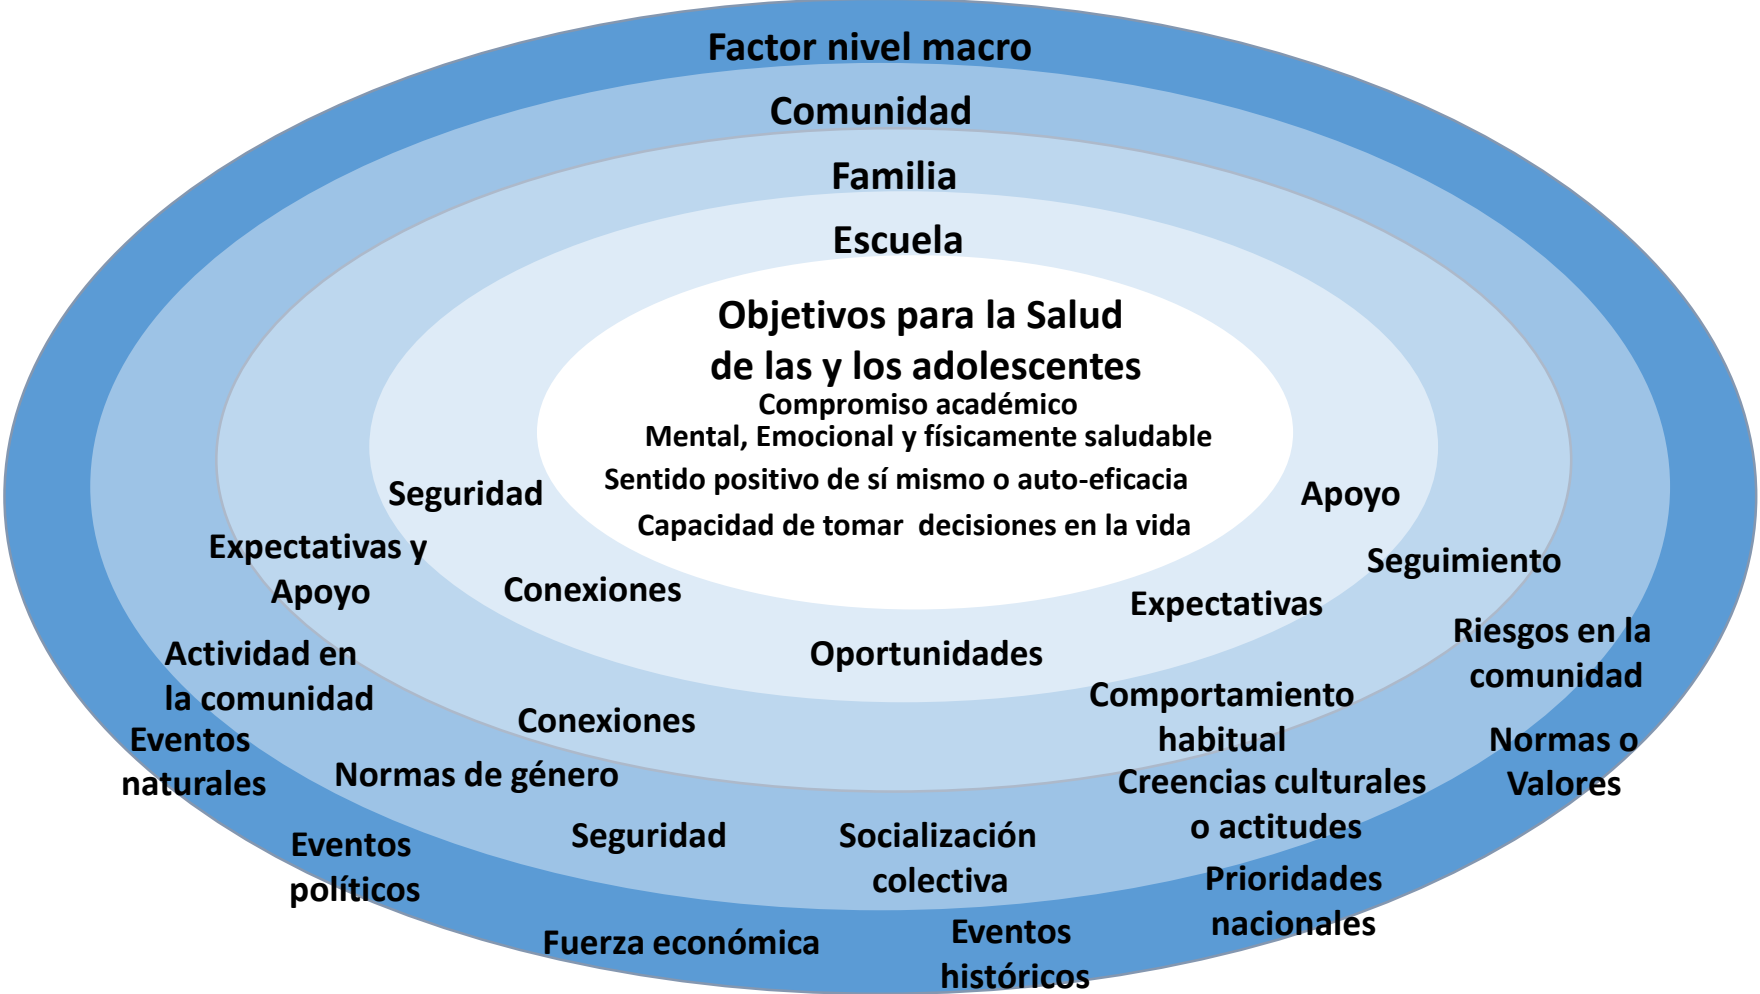 Factor nivel macro
Comunidad
Familia
Escuela
Objetivos para la Salud
de las y los adolescentes
Compromiso académico
Mental, Emocional y físicamente saludable
Sentido positivo de sí mismo o auto-eficacia
Capacidad de tomar decisiones en la vida
Seguridad
Apoyo
Expectativas y
Apoyo
Conexiones
Seguimiento
Expectativas
Oportunidades
Riesgos en la
comunidad
Actividad en
la comunidad
Conexiones
Comportamiento
habitual
Eventos
naturales
Normas de género
Creencias culturales
o actitudes
Normas o
Valores
Seguridad
Socialización
colectiva
Eventos
políticos
Prioridades
nacionales
Fuerza económica
Eventos
históricos